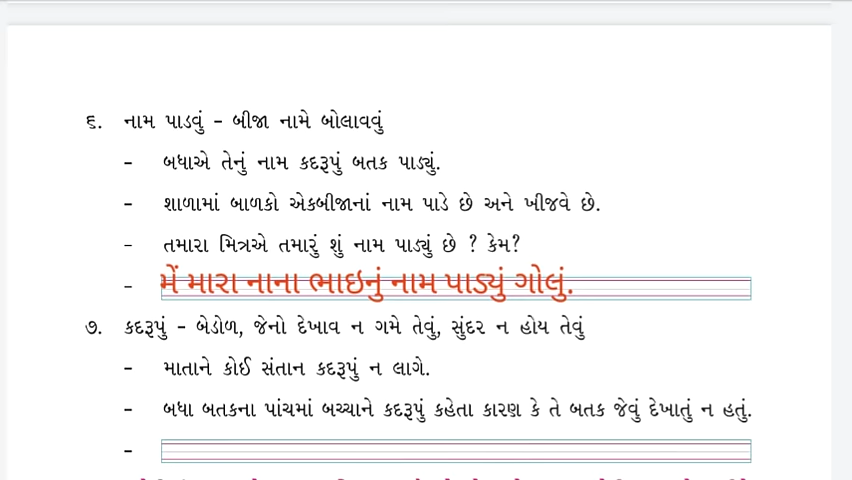 ૬. નામ પાડવું - બીજા નામે બોલાવવું
- બધાએ તેનું નામ કદરૂપું બતક પાડ્યું.
- શાળામાં બાળકો એકબીજાનાં નામ પાડે છે અને ખીજવે છે.
- તમારા મિત્રએ તમારું શું નામ પાડ્યું છે ? કેમ?
- મેં મારા નાના ભાઇનું નામ પાડ્યું ગોલું.
૭. કદરૂપું - બેડોળ, જેનો દેખાવ ન ગમે તેવું, સુંદર ન હોય તેવું
- માતાને કોઈ સંતાન કદરૂપું ન લાગે.
- બધા બતકના પાંચમાં બચ્ચાને કદરૂપું કહેતા કારણ કે તે બતક જેવું દેખાતું ન હતું.
-